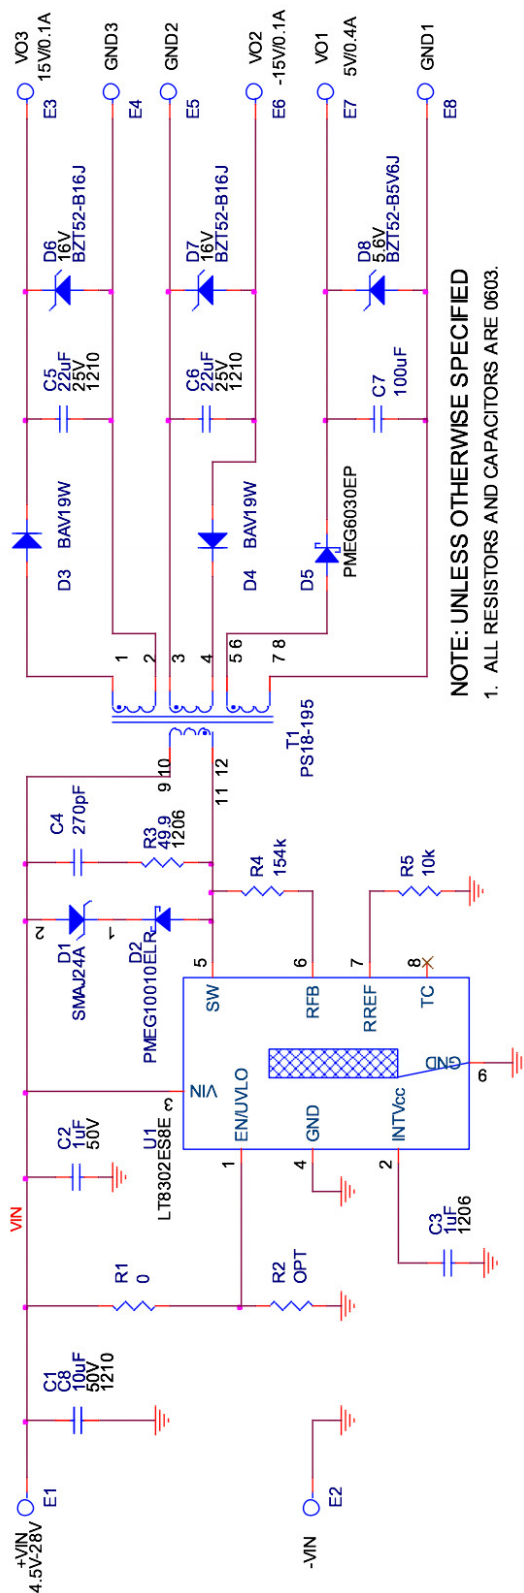 +VIN
4.5V-28V
E1
-VIN
E2
C1
C8
10uF
50V
1210
R1
0
R2
OPT
VIN
C2
1uF
50V
C3
1uF
1206
U1
LT8302ES8E
3
VIN
1
EN/UVLO
4
GND
2
INTVcc
5
SW
6
RFB
7
RREF
8
TC
GND
9
2
1
D1
SMAJ24A
D2
PMEG10010ELR
C4
270pF
R3
49.9
1206
R4
154k
R5
10k
9
10
11
12
T1
PS18-195
1
2
3
4
5
6
7
8
D3
BAV19W
D4
BAV19W
D5
PMEG6030EP
C5
22uF
25V
1210
C6
22uF
25V
1210
C7
100uF
D6
16V
BZT52-B16J
D7
16V
BZT52-B16J
D8
5.6V
BZT52-B5V6J
E3
VO3
15V/0.1A
E4
GND3
E5
GND2
E6
VO2
-15V/0.1A
E7
VO1
5V/0.4A
E8
GND1
NOTE: UNLESS OTHERWISE SPECIFIED
1. ALL RESISTORS AND CAPACITORS ARE 0603.